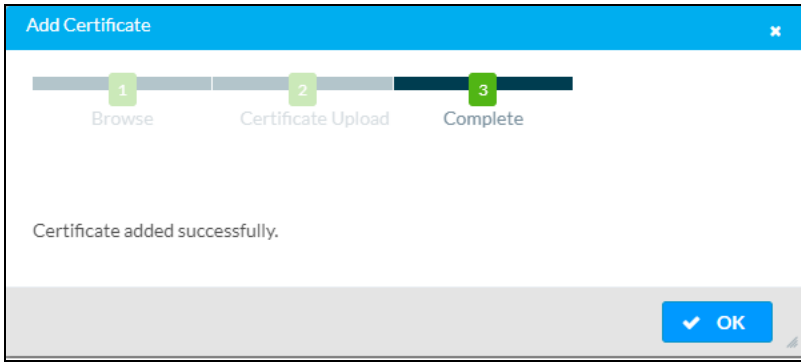 Add Certificate
1 2 3
Browse Certificate Upload Complete
Certificate added successfully.
OK